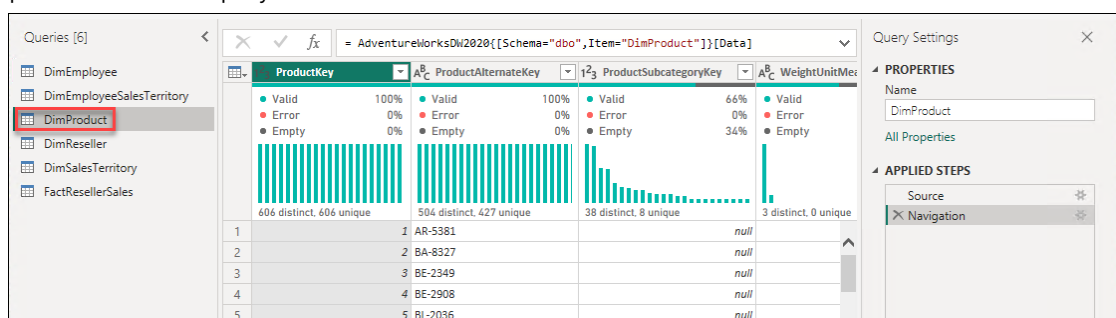 Queries [6]
DimEmployee
DimEmployeeSalesTerritory
DimProduct
DimReseller
DimSalesTerritory
FactResellerSales
fx = AdventureWorksDW2020{[Schema="dbo",Item="DimProduct"]}[Data]
ProductKey ABC ProductAlternateKey 123 ProductSubcategoryKey ABC WeightUnitMea
Valid 100% Valid 100% Valid 66% Valid
Error 0% Error 0% Error 0% Error
Empty 0% Empty 0% Empty 34% Empty
606 distinct, 606 unique 504 distinct, 427 unique 38 distinct, 8 unique 3 distinct, 0 unique
1 1 AR-5381 null
2 2 BA-8327 null
3 3 BE-2349 null
4 4 BE-2908 null
5 5 BL-2036 null
Query Settings
PROPERTIES
Name
DimProduct
All Properties
APPLIED STEPS
Source
Navigation